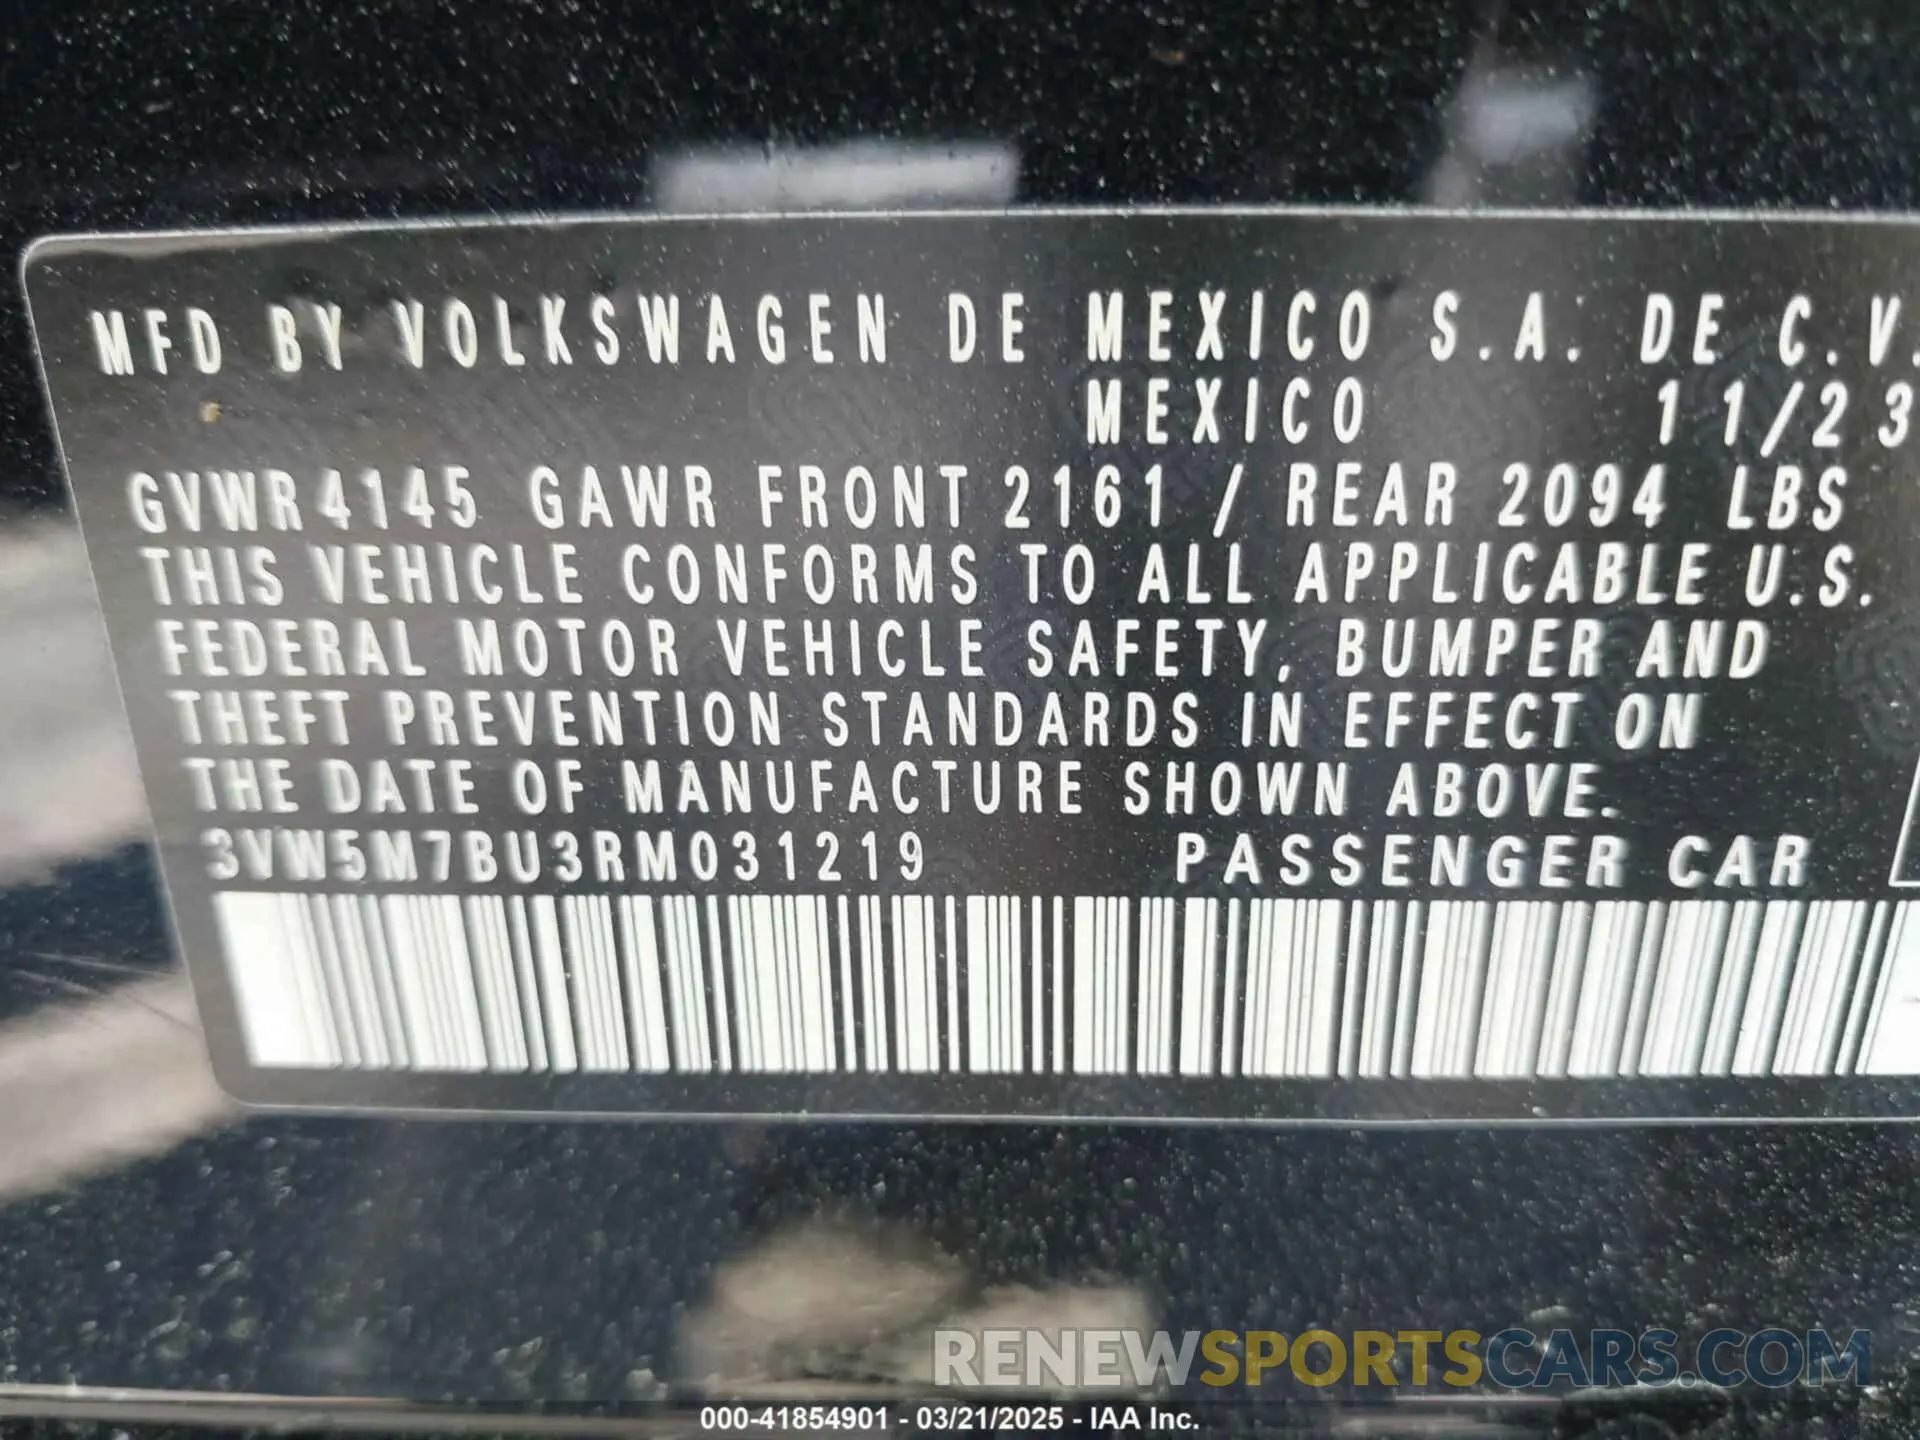 MFD BY VOLKSWAGEN DE MEXICO S.A. DE C.V.
MEXICO 11/23
GVWR 4145 GAWR FRONT 2161 / REAR 2094 LBS
THIS VEHICLE CONFORMS TO ALL APPLICABLE U.S.
FEDERAL MOTOR VEHICLE SAFETY, BUMPER AND
THEFT PREVENTION STANDARDS IN EFFECT ON
THE DATE OF MANUFACTURE SHOWN ABOVE.
3VW5M7BU3RM031219 PASSENGER CAR
RENEWSPORTSCARS.COM
000-41854901 - 03/21/2025 - IAA Inc.